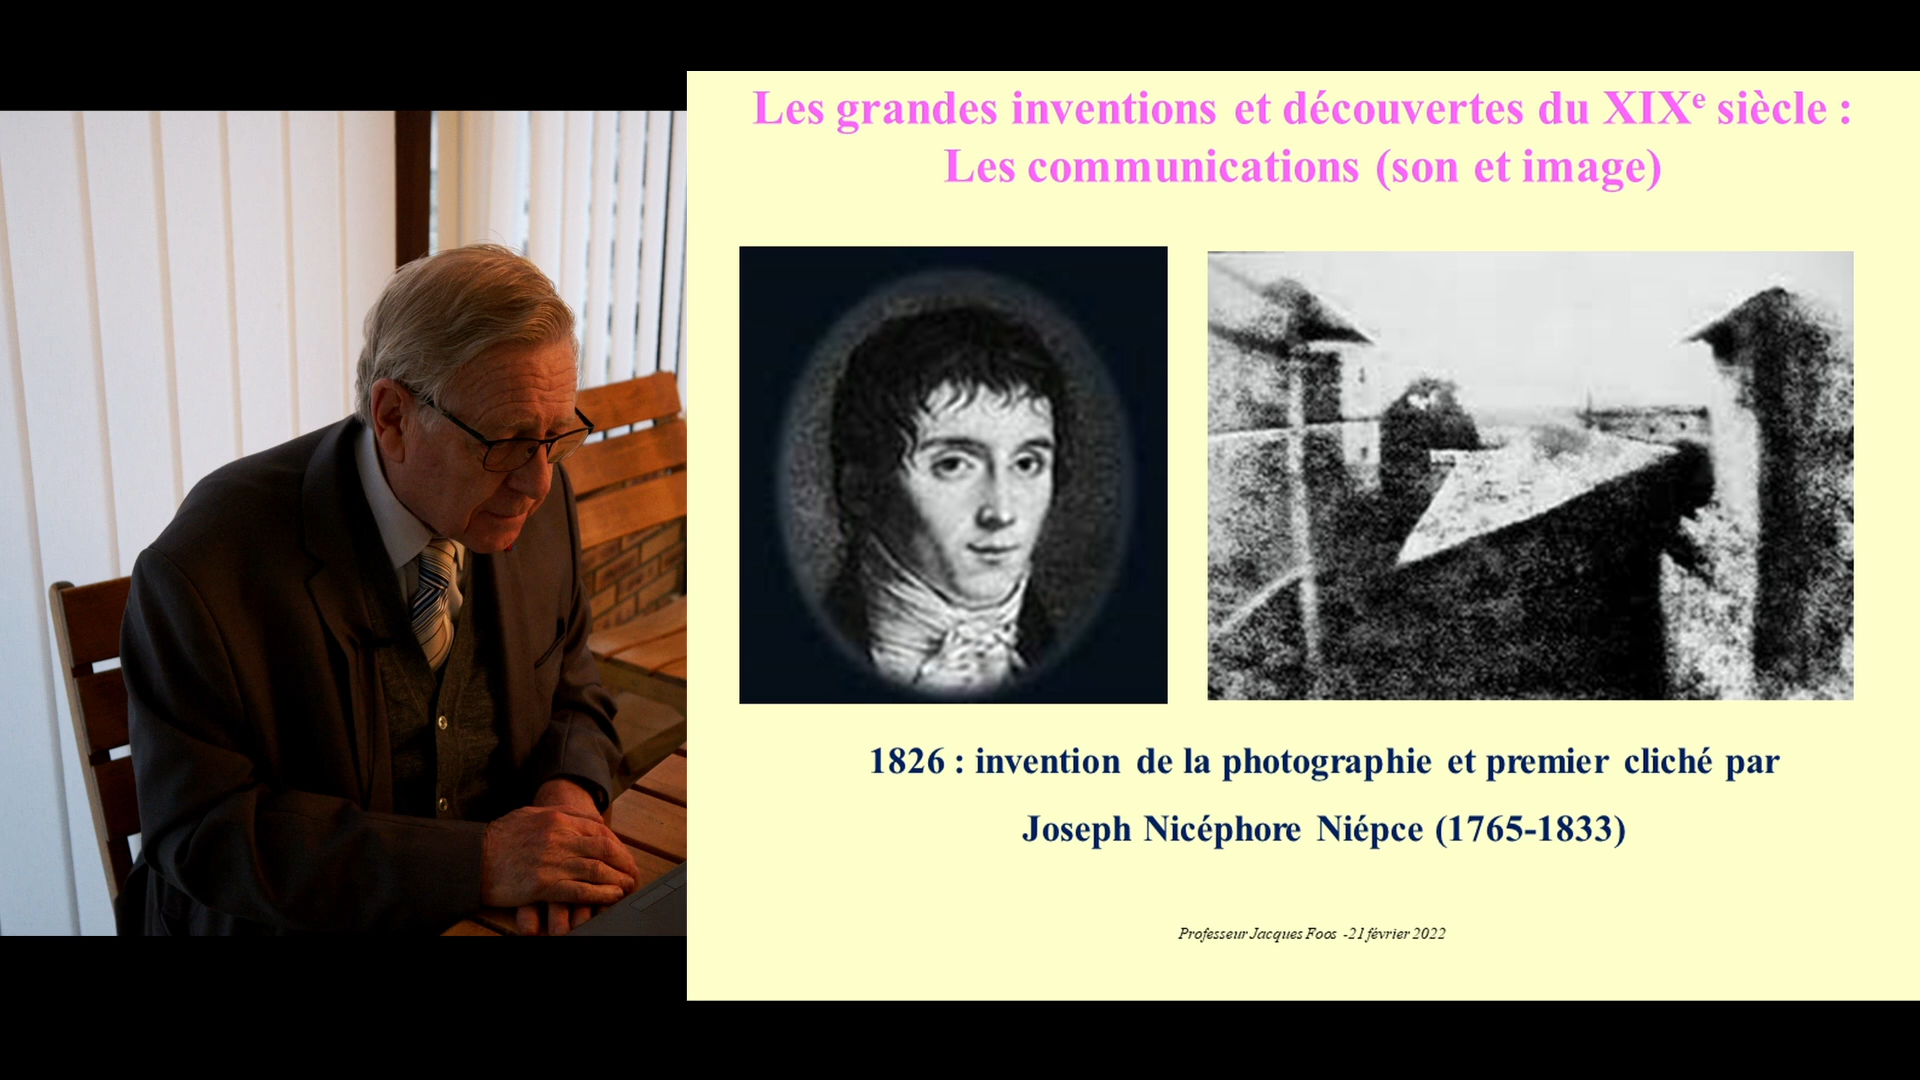 Les grandes inventions et découvertes du XIXe siècle :
Les communications (son et image)
1826 : invention de la photographie et premier cliché par
Joseph Nicéphore Niépce (1765-1833)
Professeur Jacques Foos -21 février 2022